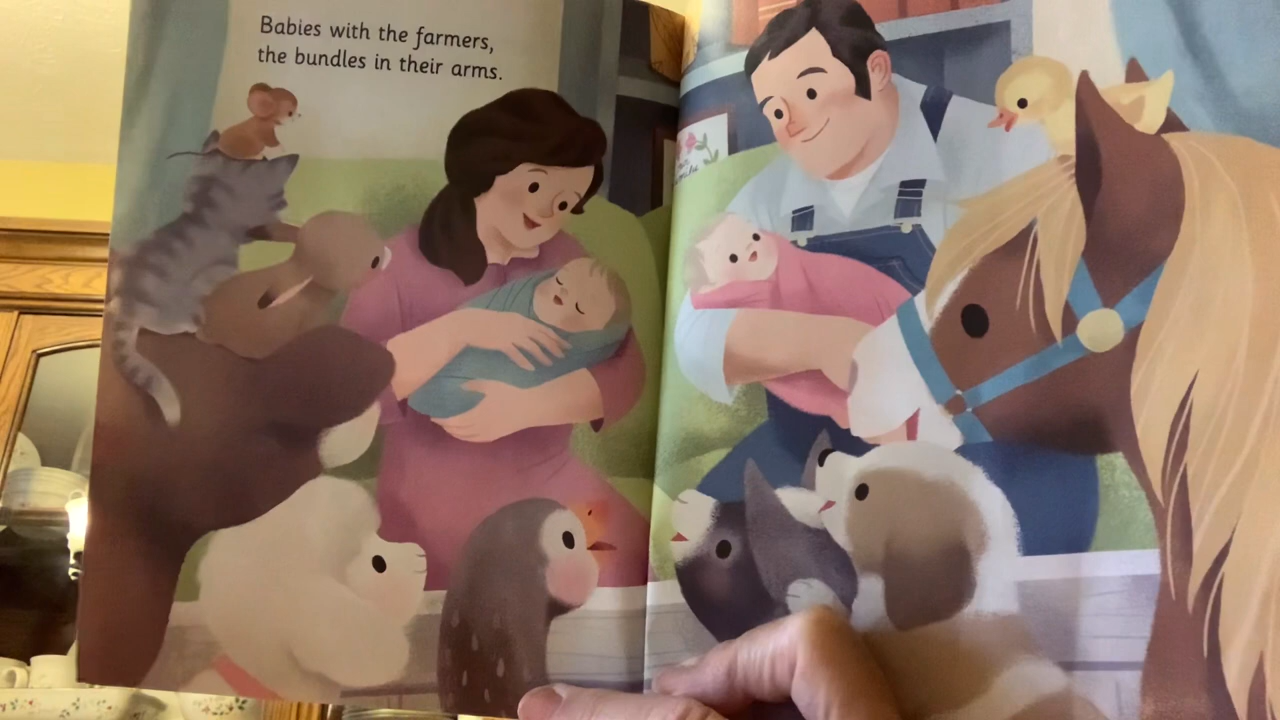 Babies with the farmers,
the bundles in their arms.